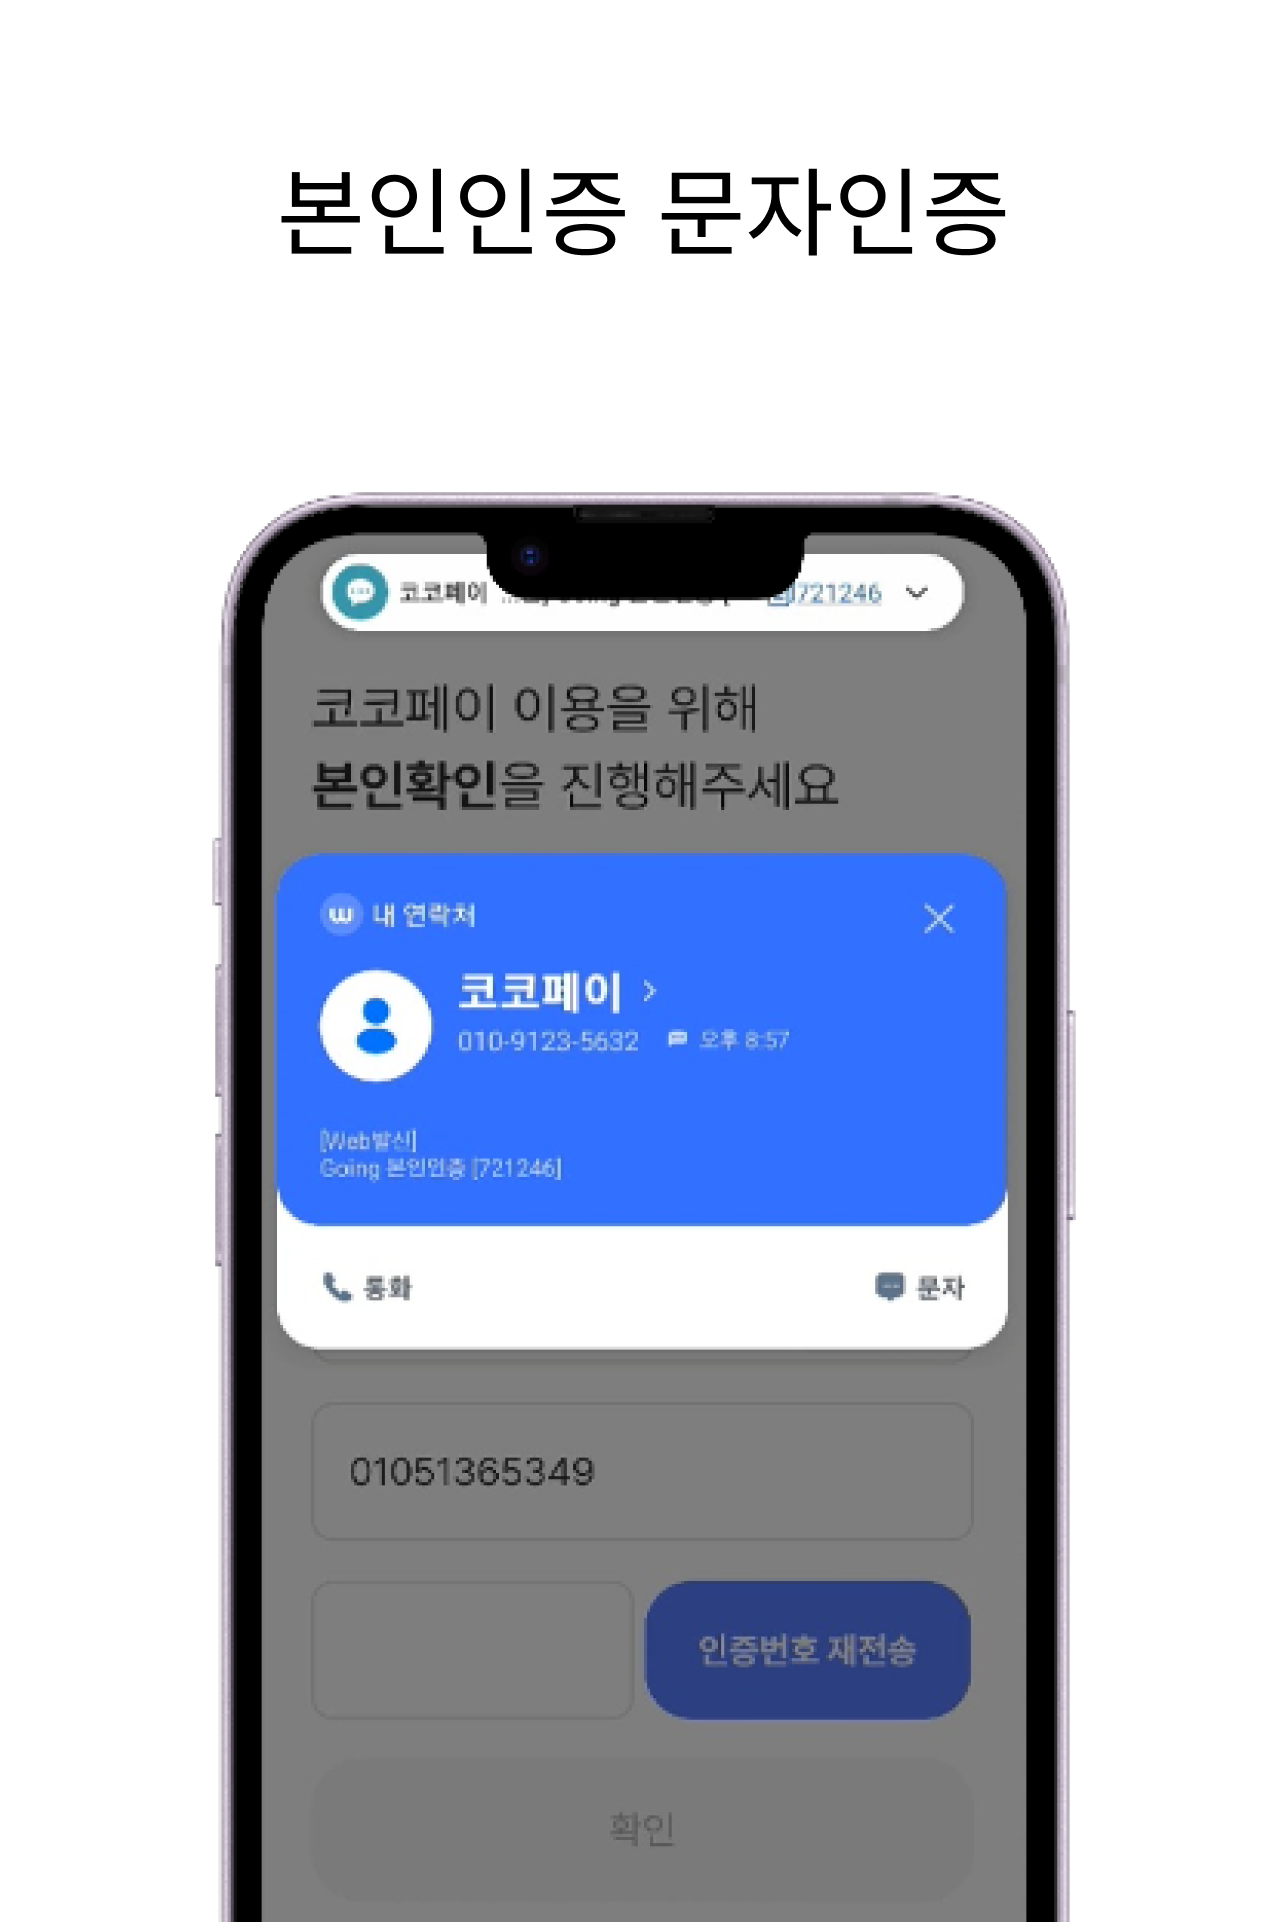 본인인증 문자인증
코코페이 721246
코코페이 이용을 위해
본인확인을 진행해주세요
w 내 연락처
코코페이
010-9123-5632 오후 8:57
[Web발신]
Going 본인인증 [721246]
통화 문자
01051365349
인증번호 재전송
확인